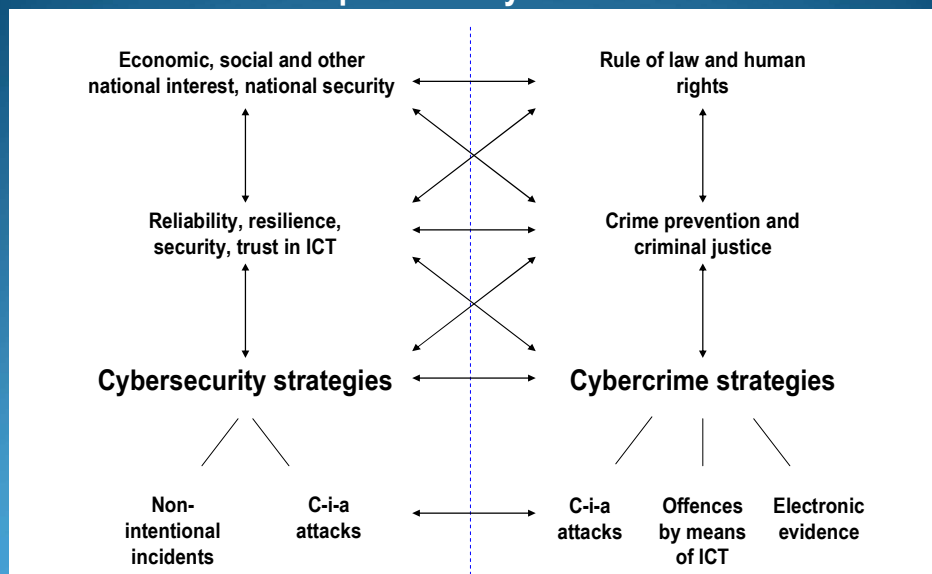 Economic, social and other
national interest, national security
Rule of law and human
rights
Reliability, resilience,
security, trust in ICT
Crime prevention and
criminal justice
Cybersecurity strategies
Cybercrime strategies
Non-
intentional
incidents
C-i-a
attacks
C-i-a
attacks
Offences
by means
of ICT
Electronic
evidence